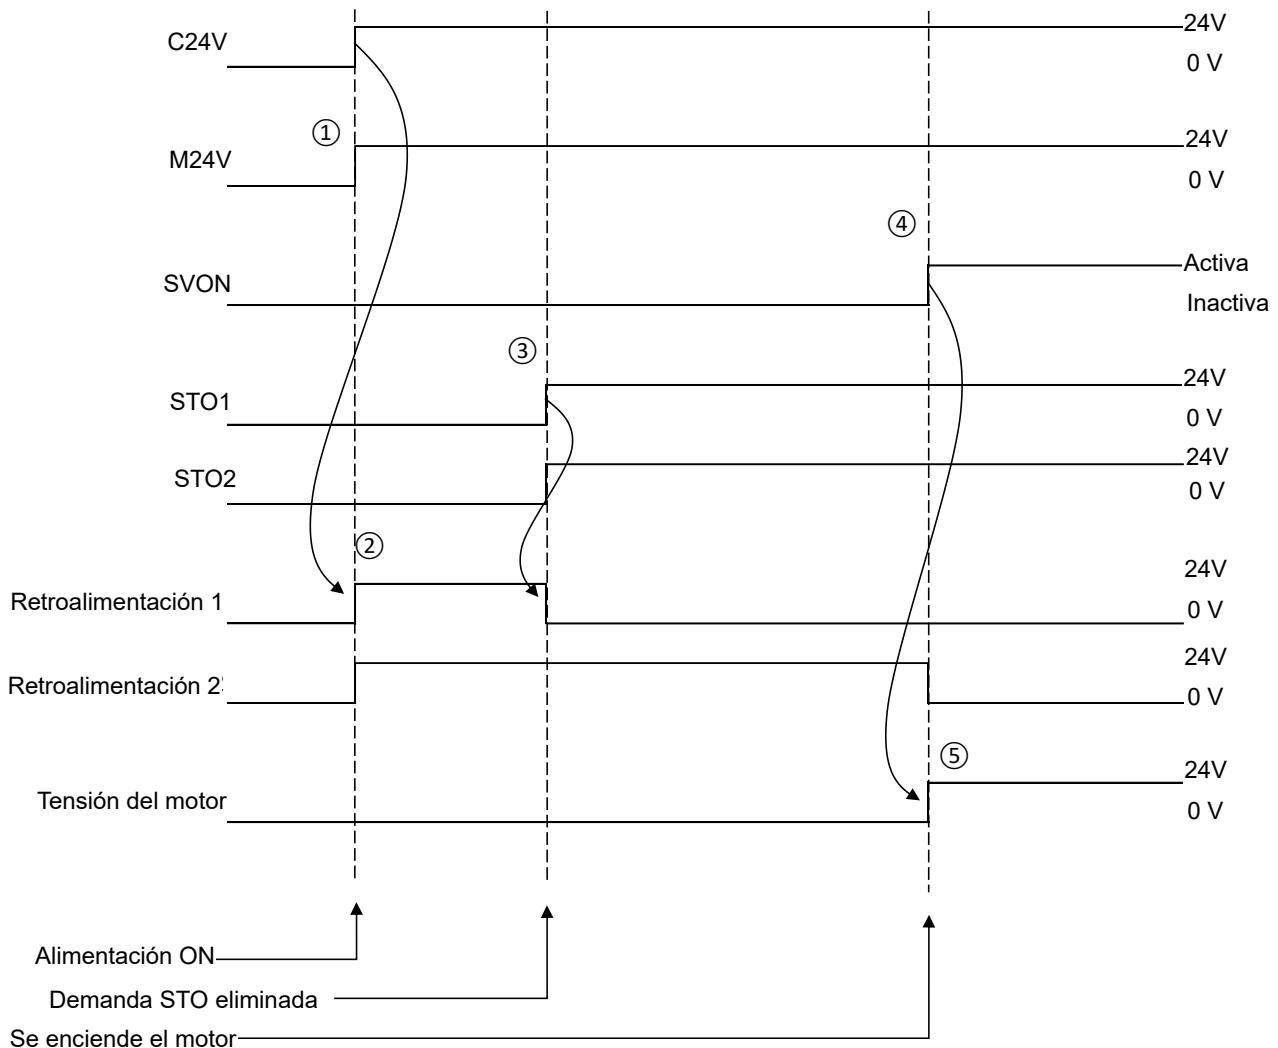 C24V
24V
0 V
①
M24V
24V
0 V
④
SVON
Activa
Inactiva
③
STO1
24V
0 V
STO2
24V
0 V
②
Retroalimentación 1
24V
0 V
Retroalimentación 2
24V
0 V
⑤
Tensión del motor
24V
0 V
Alimentación ON
Demanda STO eliminada
Se enciende el motor